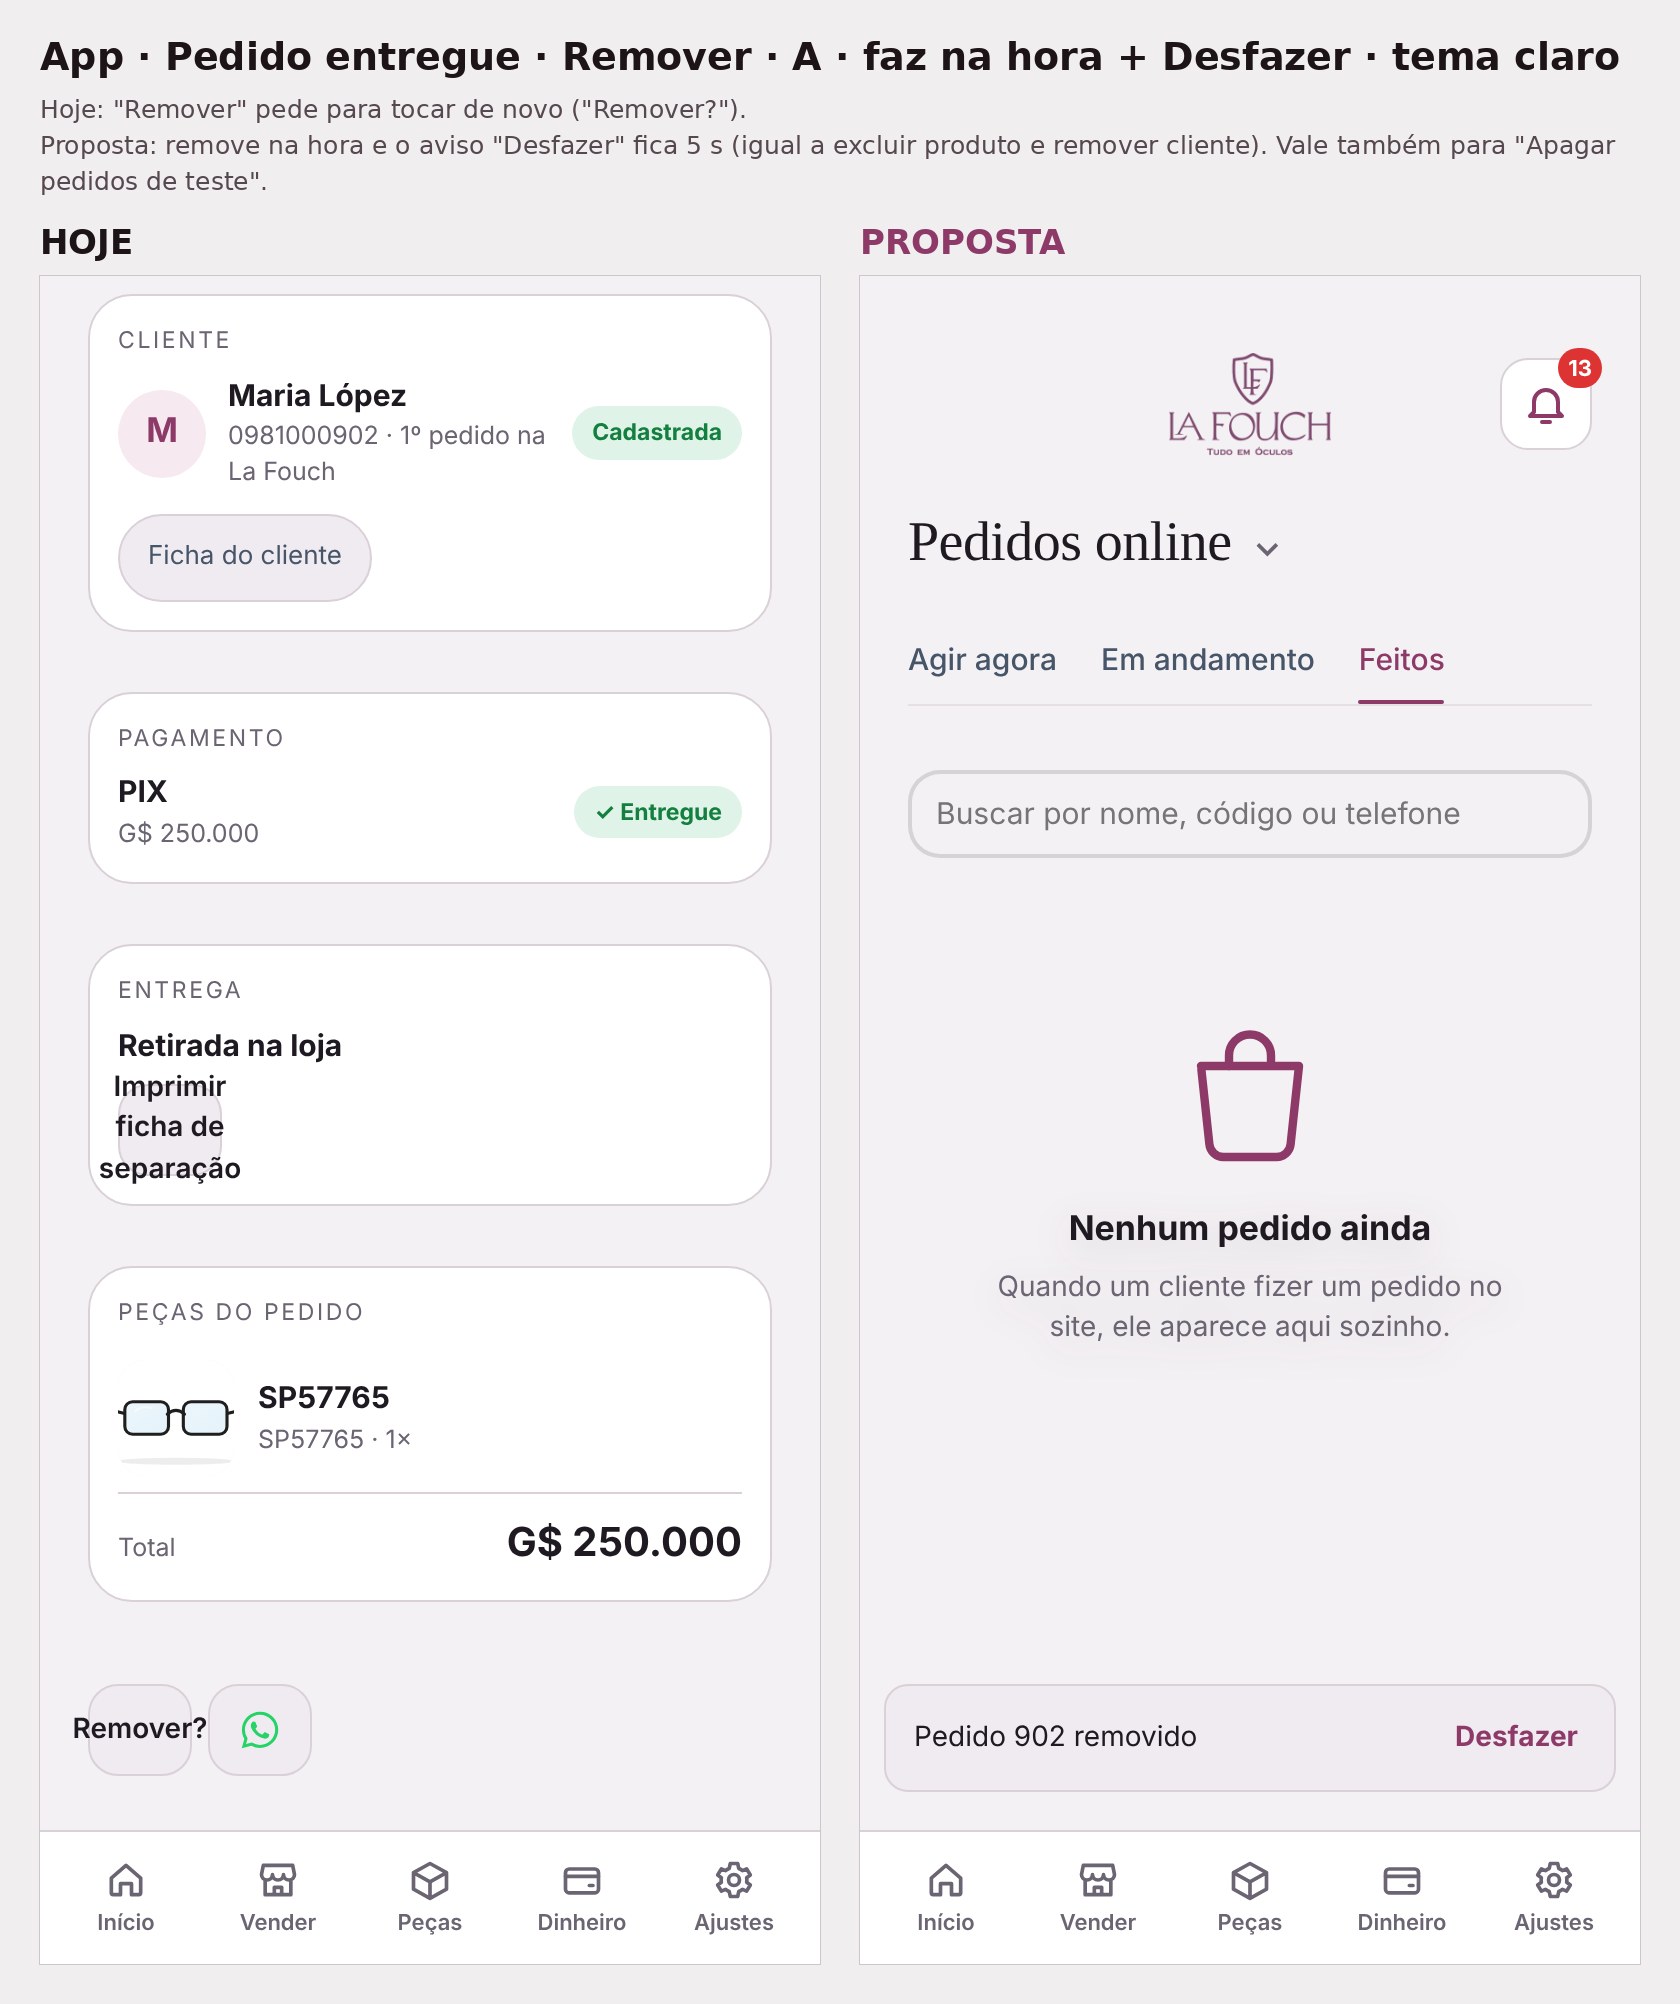 App · Pedido entregue · Remover · A · faz na hora + Desfazer · tema claro
Hoje: "Remover" pede para tocar de novo ("Remover?").
Proposta: remove na hora e o aviso "Desfazer" fica 5 s (igual a excluir produto e remover cliente). Vale também para "Apagar
pedidos de teste".
HOJE
CLIENTE
M
Maria López
0981000902 · 1º pedido na
La Fouch
Cadastrada
Ficha do cliente
PAGAMENTO
PIX
G$ 250.000
✓ Entregue
ENTREGA
Retirada na loja
Imprimir
ficha de
separação
PEÇAS DO PEDIDO
SP57765
SP57765 · 1×
Total
G$ 250.000
Remover?
Início
Vender
Peças
Dinheiro
Ajustes
PROPOSTA
LF
LA FOUCH
TUDO EM ÓCULOS
13
Pedidos online
Agir agora
Em andamento
Feitos
Buscar por nome, código ou telefone
Nenhum pedido ainda
Quando um cliente fizer um pedido no
site, ele aparece aqui sozinho.
Pedido 902 removido
Desfazer
Início
Vender
Peças
Dinheiro
Ajustes